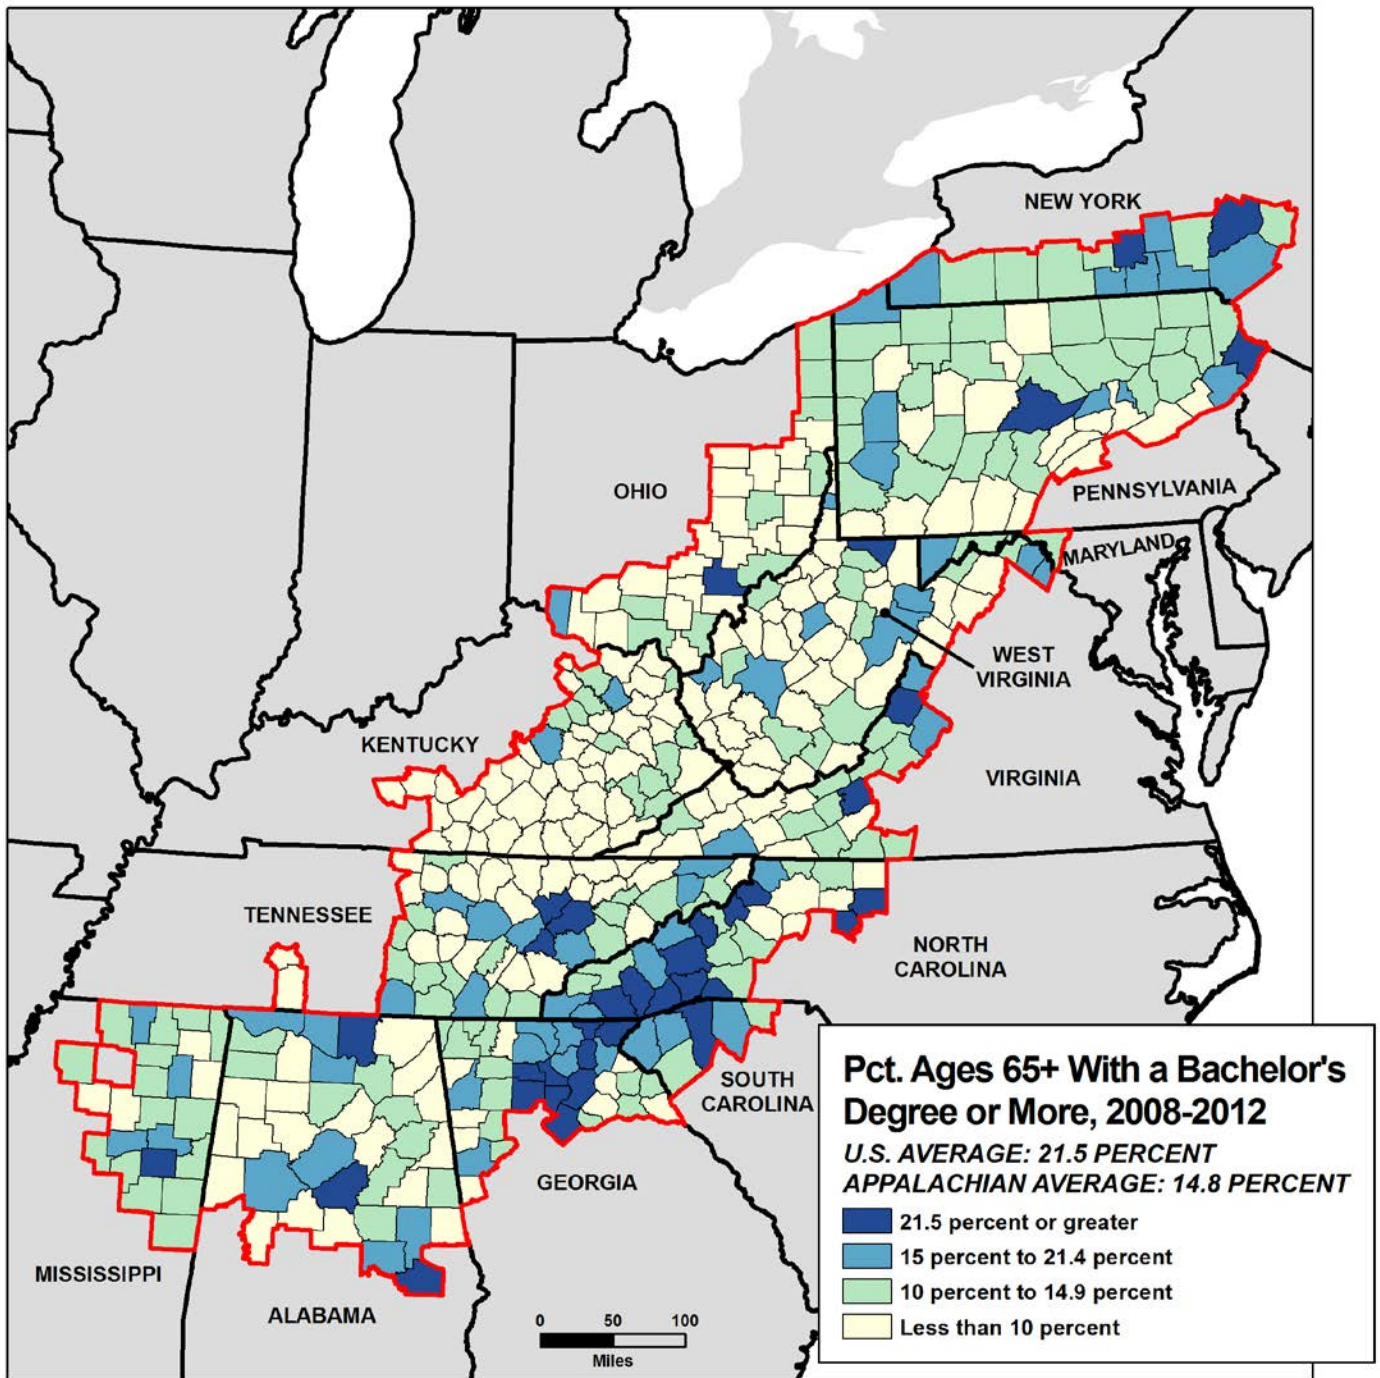 NEW YORK
OHIO
PENNSYLVANIA
MARYLAND
WEST
VIRGINIA
KENTUCKY
VIRGINIA
TENNESSEE
NORTH
CAROLINA
SOUTH
CAROLINA
GEORGIA
MISSISSIPPI
ALABAMA
0 50 100
Miles
Pct. Ages 65+ With a Bachelor's
Degree or More, 2008-2012
U.S. AVERAGE: 21.5 PERCENT
APPALACHIAN AVERAGE: 14.8 PERCENT
21.5 percent or greater
15 percent to 21.4 percent
10 percent to 14.9 percent
Less than 10 percent